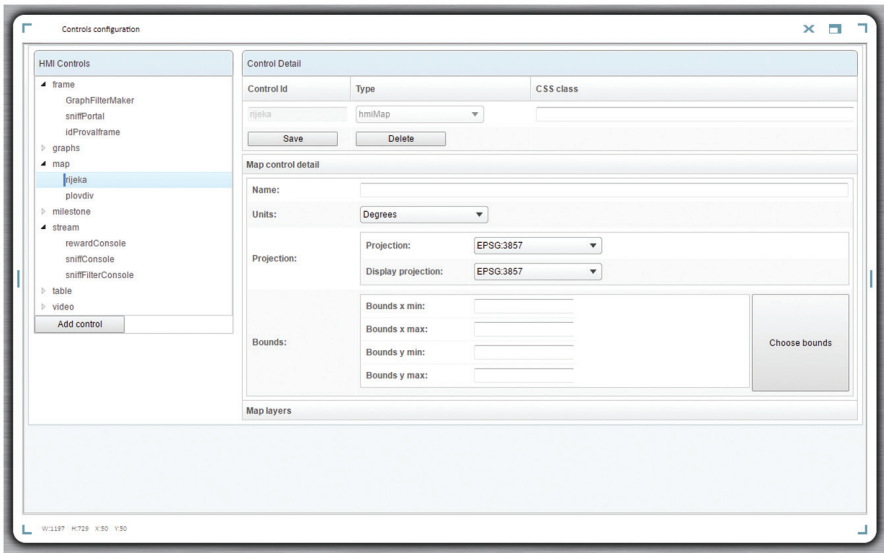 Controls configuration
HMI Controls
frame
GraphFilterMaker
sniffPortal
idProvaIframe
graphs
map
rijeka
plovdiv
milestone
stream
rewardConsole
sniffConsole
sniffFilterConsole
table
video
Add control
Control Detail
Control Id Type CSS class
rijeka hmiMap
Save Delete
Map control detail
Name:
Units: Degrees
Projection:
Projection: EPSG:3857
Display projection: EPSG:3857
Bounds:
Bounds x min:
Bounds x max:
Bounds y min:
Bounds y max:
Choose bounds
Map layers
W:1197 H:729 X:50 Y:50